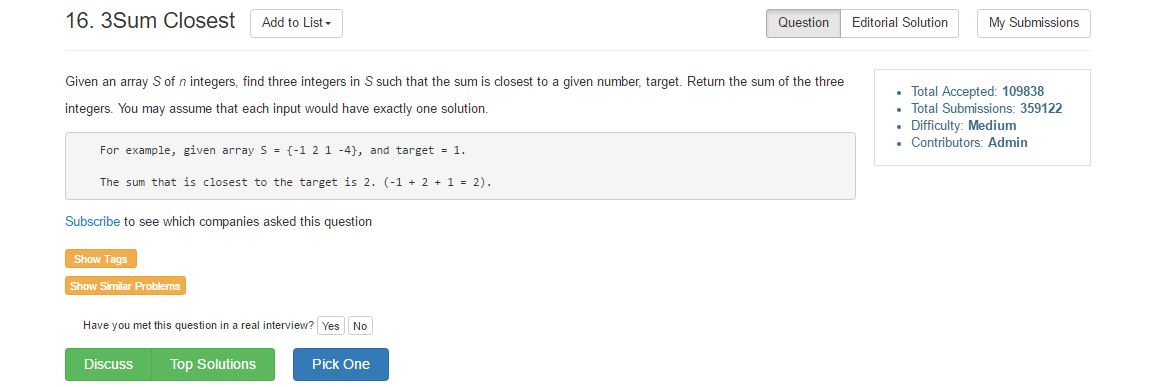 16. 3Sum Closest
Add to List
Question
Editorial Solution
My Submissions
Given an array S of n integers, find three integers in S such that the sum is closest to a given number, target. Return the sum of the three
integers. You may assume that each input would have exactly one solution.
For example, given array S = {-1 2 1 -4}, and target = 1.
The sum that is closest to the target is 2. (-1 + 2 + 1 = 2).
Subscribe to see which companies asked this question
Show Tags
Show Similar Problems
Have you met this question in a real interview? Yes No
Discuss
Top Solutions
Pick One
Total Accepted: 109838
Total Submissions: 359122
Difficulty: Medium
Contributors: Admin